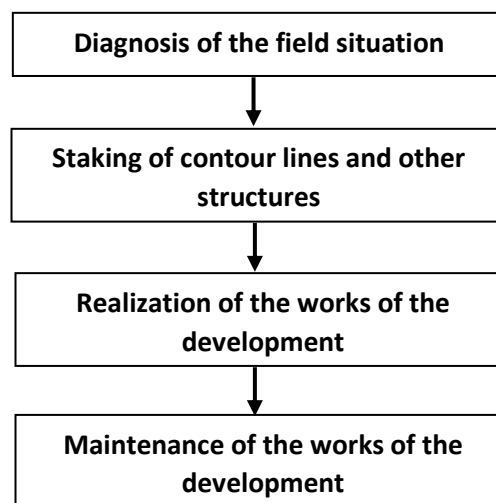 Diagnosis of the field situation
Staking of contour lines and other
structures
Realization of the works of the
development
Maintenance of the works of the
development